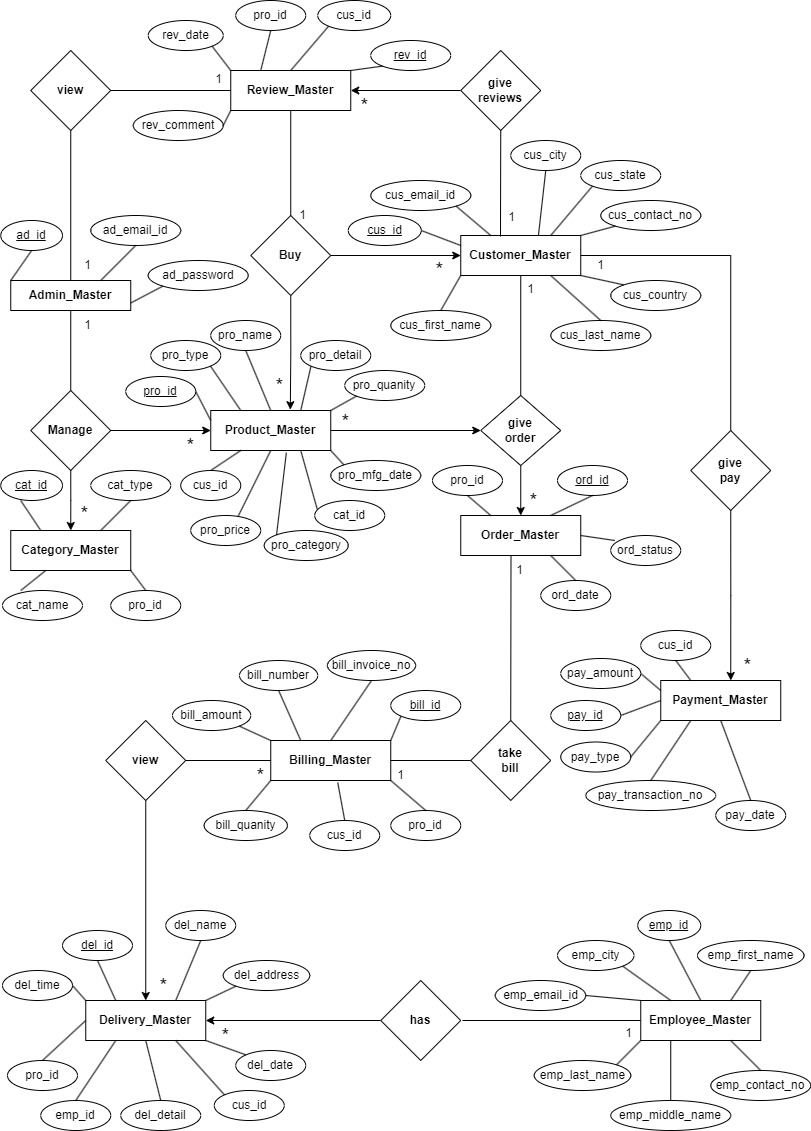 pro_id
cus_id
rev_date
rev_id
view
1
Review_Master
*
give
reviews
rev_comment
cus_city
cus_state
cus_email_id
cus_contact_no
ad_id
ad_email_id
cus_id
1
1
Buy
Customer_Master
1
*
1
ad_password
Admin_Master
1
1
cus_country
cus_first_name
cus_last_name
pro_name
pro_type
pro_detail
pro_id
pro_quanity
*
*
Manage
*
Product_Master
give
order
cat_id
cat_type
*
cus_id
pro_mfg_date
pro_id
ord_id
give
pay
*
pro_price
cat_id
pro_category
Category_Master
Order_Master
ord_status
1
cat_name
pro_id
ord_date
cus_id
*
bill_invoice_no
bill_number
pay_amount
Payment_Master
bill_id
bill_amount
pay_id
view
*
Billing_Master
1
take
bill
pay_type
pay_transaction_no
pay_date
bill_quanity
cus_id
pro_id
del_name
emp_id
del_id
emp_city
emp_first_name
del_time
*
del_address
emp_email_id
Delivery_Master
*
has
1
Employee_Master
pro_id
del_date
emp_last_name
emp_contact_no
emp_id
del_detail
cus_id
emp_middle_name